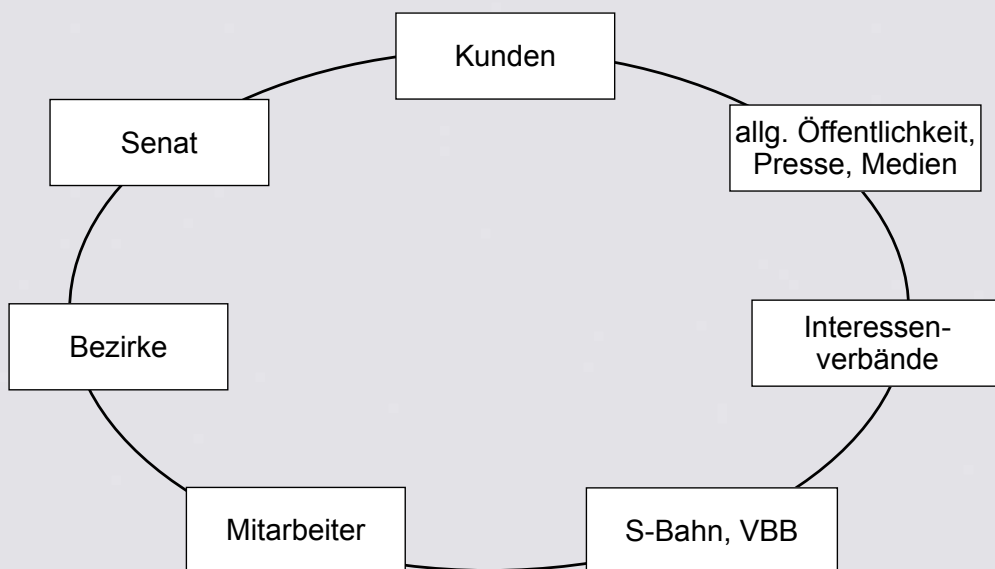 Kunden
Senat
allg. Öffentlichkeit,
Presse, Medien
Bezirke
Interessen-
verbände
Mitarbeiter
S-Bahn, VBB